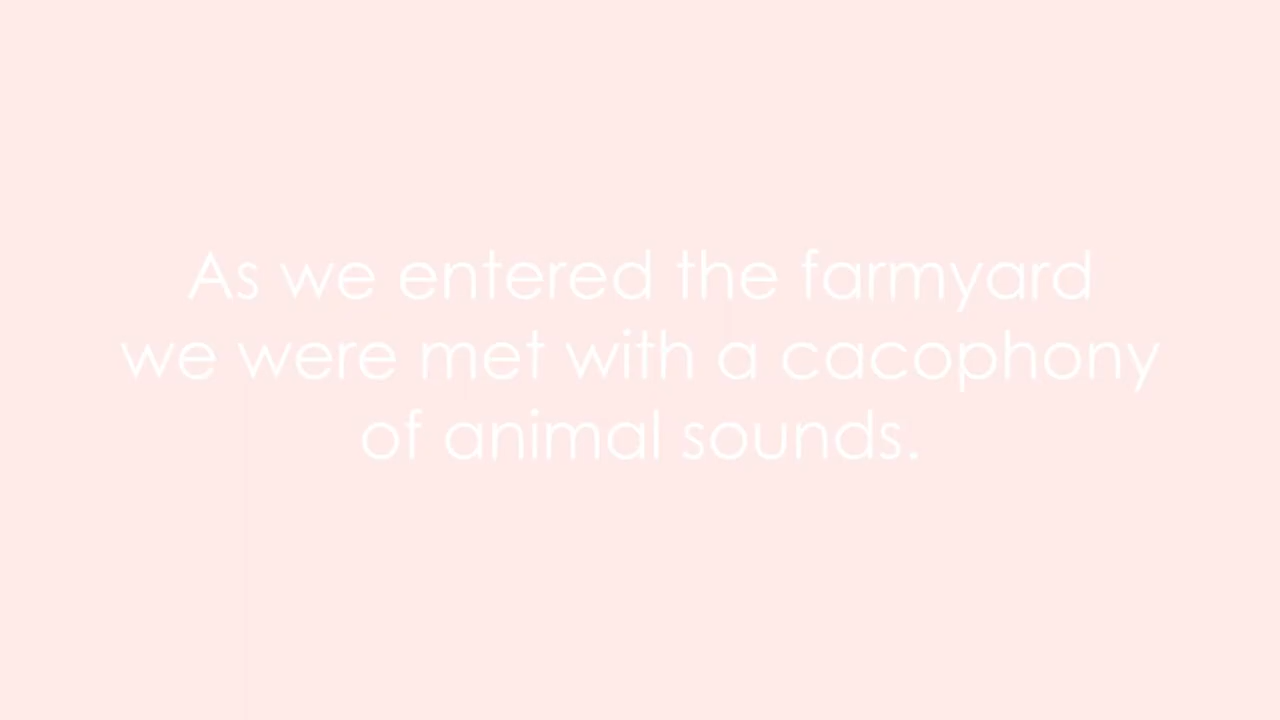 As we entered the farmyard
we were met with a cacophony
of animal sounds.